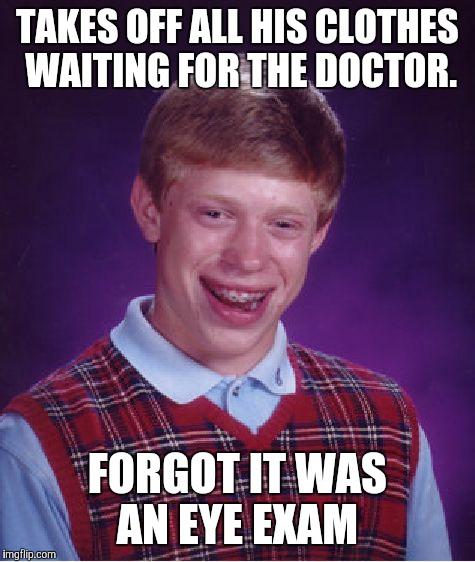 TAKES OFF ALL HIS CLOTHES
WAITING FOR THE DOCTOR.
FORGOT IT WAS
AN EYE EXAM
imgflip.com